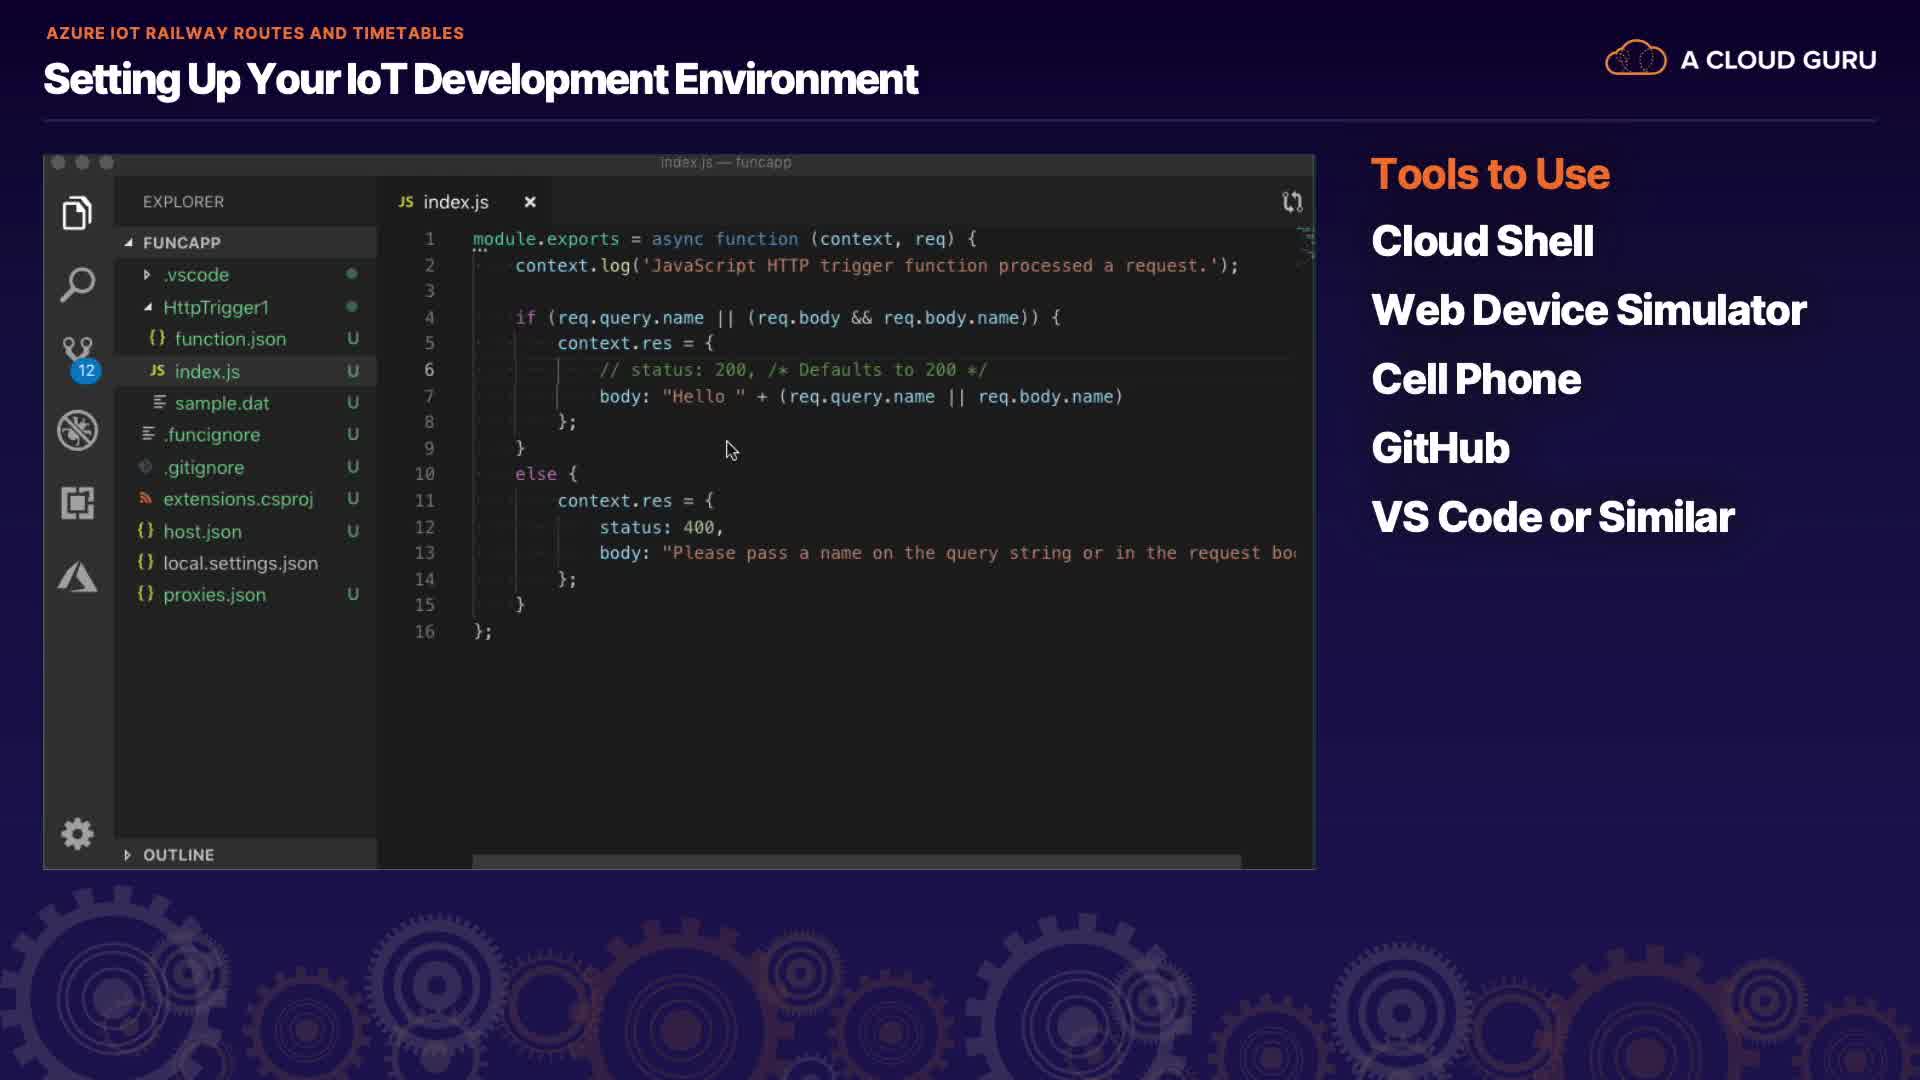 AZURE IOT RAILWAY ROUTES AND TIMETABLES
Setting Up Your IoT Development Environment
A CLOUD GURU
index.js — funcapp
EXPLORER
FUNCAPP
.vscode
HttpTrigger1
{} function.json U
JS index.js U
sample.dat U
.funcignore U
.gitignore U
extensions.csproj U
{} host.json U
{} local.settings.json
{} proxies.json U
12
OUTLINE
JS index.js ×
1 module.exports = async function (context, req) {
2 context.log('JavaScript HTTP trigger function processed a request.');
3
4 if (req.query.name || (req.body && req.body.name)) {
5 context.res = {
6 // status: 200, /* Defaults to 200 */
7 body: "Hello " + (req.query.name || req.body.name)
8 };
9 }
10 else {
11 context.res = {
12 status: 400,
13 body: "Please pass a name on the query string or in the request bo
14 };
15 }
16 };
Tools to Use
Cloud Shell
Web Device Simulator
Cell Phone
GitHub
VS Code or Similar